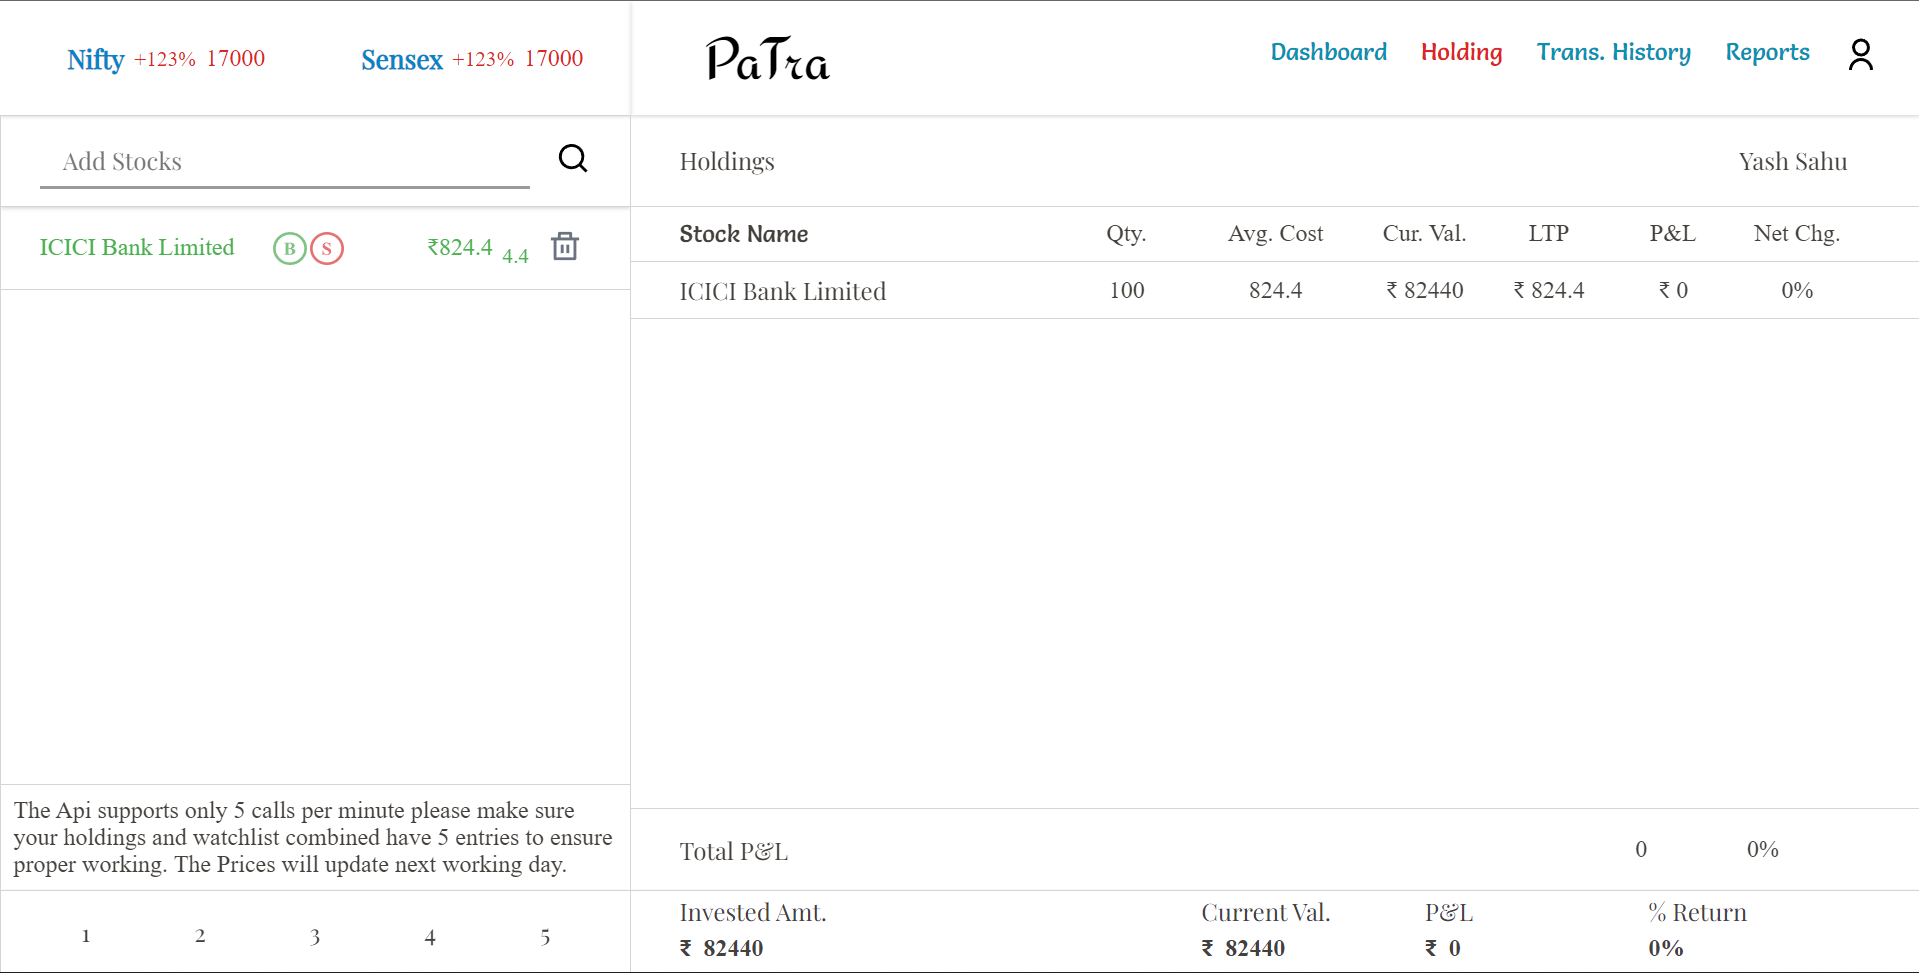 Nifty +123% 17000
Sensex +123% 17000
PaTra
Dashboard
Holding
Trans. History
Reports
Add Stocks
ICICI Bank Limited B S ₹824.4 4.4
The Api supports only 5 calls per minute please make sure
your holdings and watchlist combined have 5 entries to ensure
proper working. The Prices will update next working day.
1 2 3 4 5
Holdings
Yash Sahu
Stock Name Qty. Avg. Cost Cur. Val. LTP P&L Net Chg.
ICICI Bank Limited 100 824.4 ₹ 82440 ₹ 824.4 ₹ 0 0%
Total P&L 0 0%
Invested Amt. Current Val. P&L % Return
₹ 82440 ₹ 82440 ₹ 0 0%